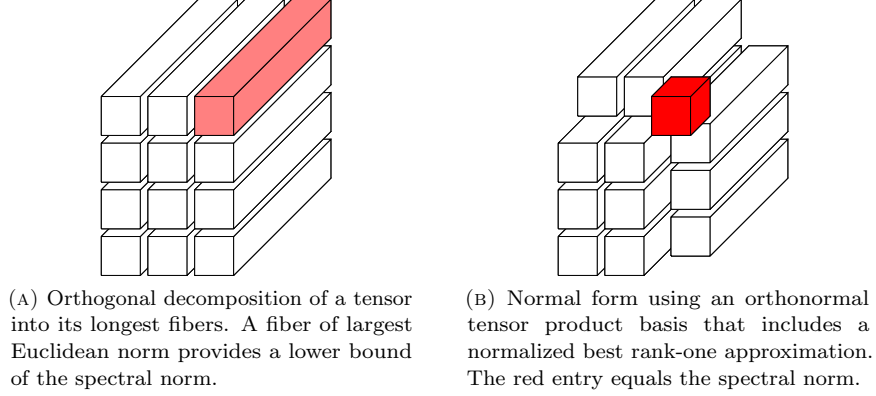 (A) Orthogonal decomposition of a tensor
into its longest fibers. A fiber of largest
Euclidean norm provides a lower bound
of the spectral norm.
(B) Normal form using an orthonormal
tensor product basis that includes a
normalized best rank-one approximation.
The red entry equals the spectral norm.